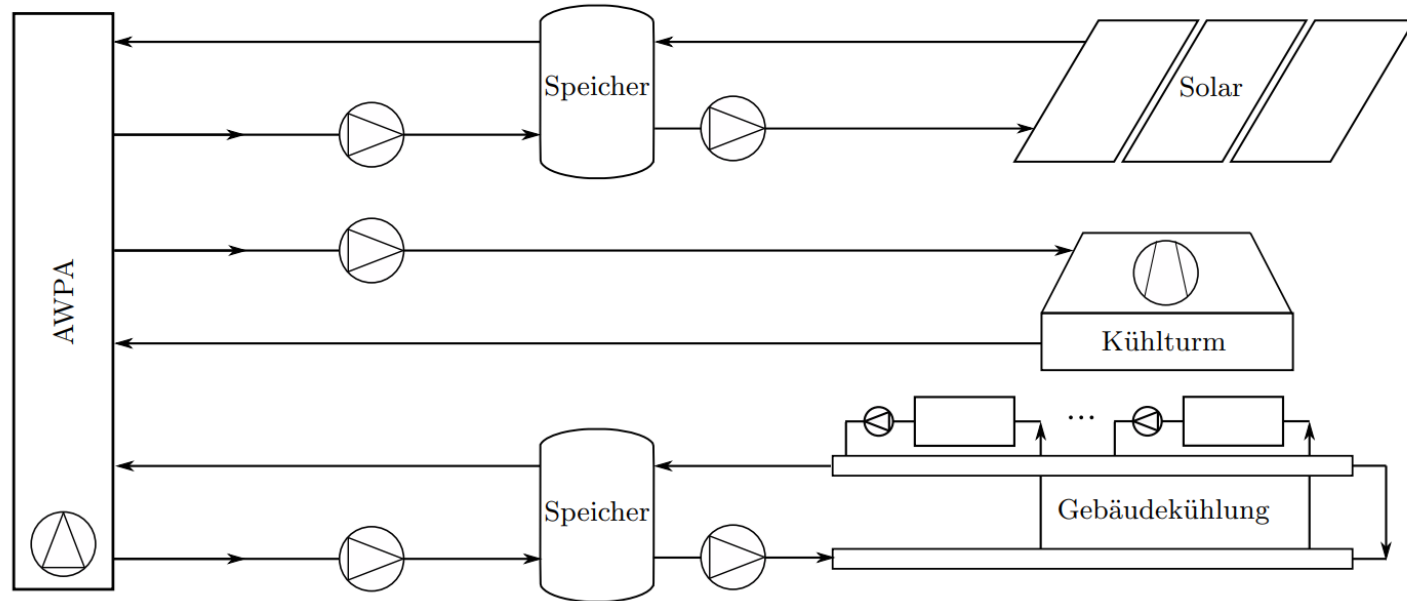 Speicher
Solar
AWPA
Kühlturm
...
Speicher
Gebäudekühlung